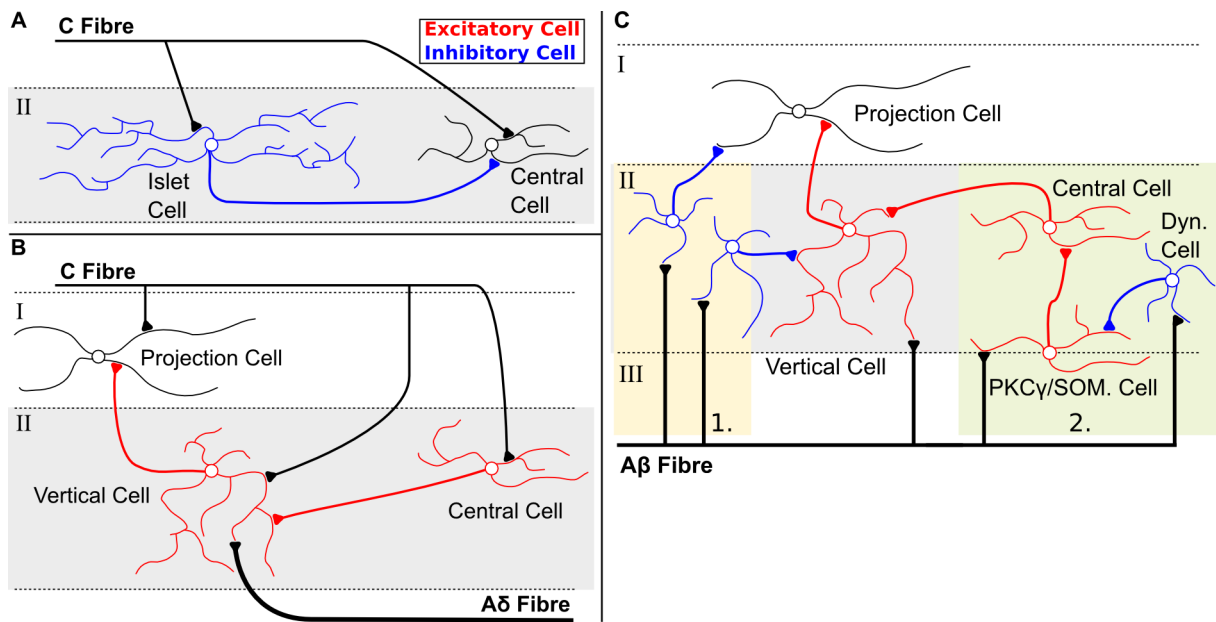 A
C Fibre
Excitatory Cell
Inhibitory Cell
II
Islet
Cell
Central
Cell
B
C Fibre
I
Projection Cell
II
Vertical Cell
Central Cell
Aδ Fibre
C
I
Projection Cell
II
Central Cell
Dyn.
Cell
Vertical Cell
III
PKCγ/SOM. Cell
1.
2.
Aβ Fibre